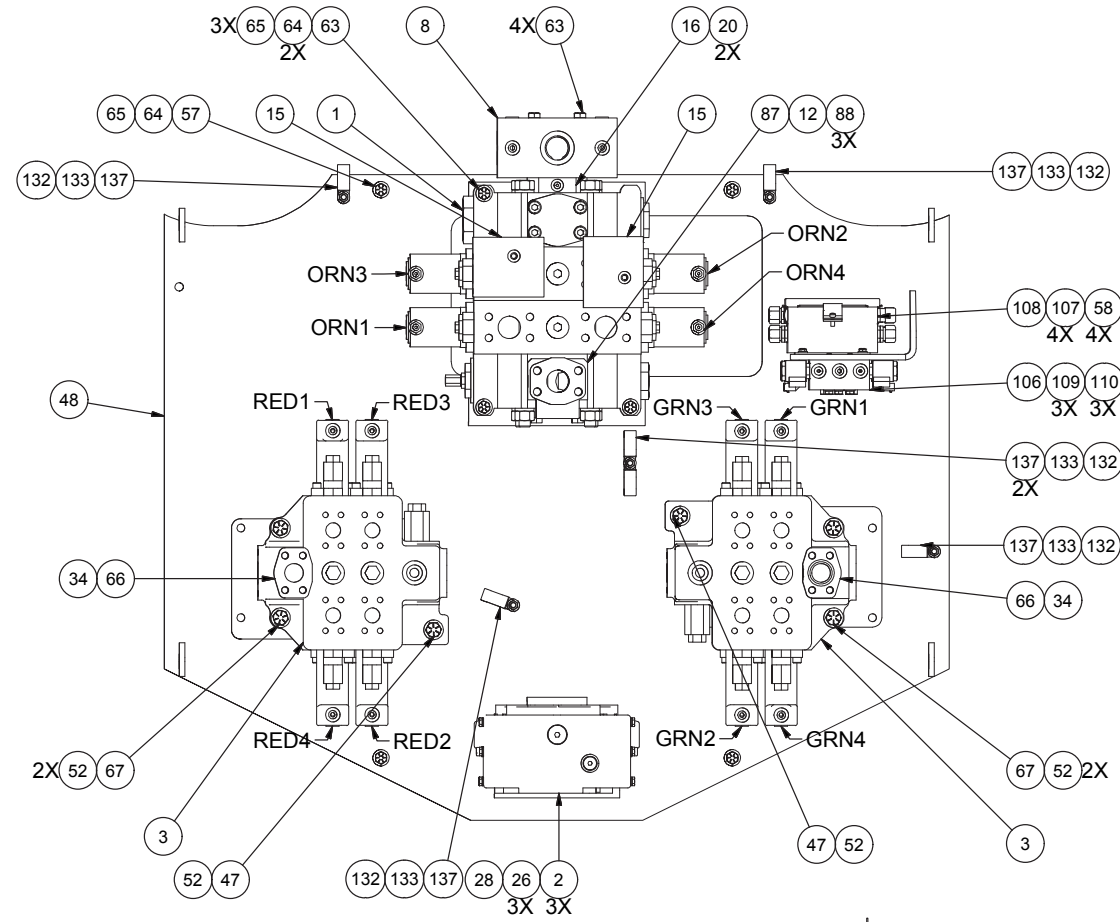 3X 65 64 63
2X
8
4X 63
16 20
2X
65 64 57
15
1
15
87 12 88
3X
132 133 137
137 133 132
ORN3
ORN2
ORN4
ORN1
108 107 58
4X 4X
106 109 110
3X 3X
48
RED1
RED3
GRN3
GRN1
137 133 132
2X
137 133 132
34 66
66 34
RED4
RED2
GRN2
GRN4
2X 52 67
67 52 2X
3
47 52
3
52 47
132 133 137
28 26 2
3X 3X